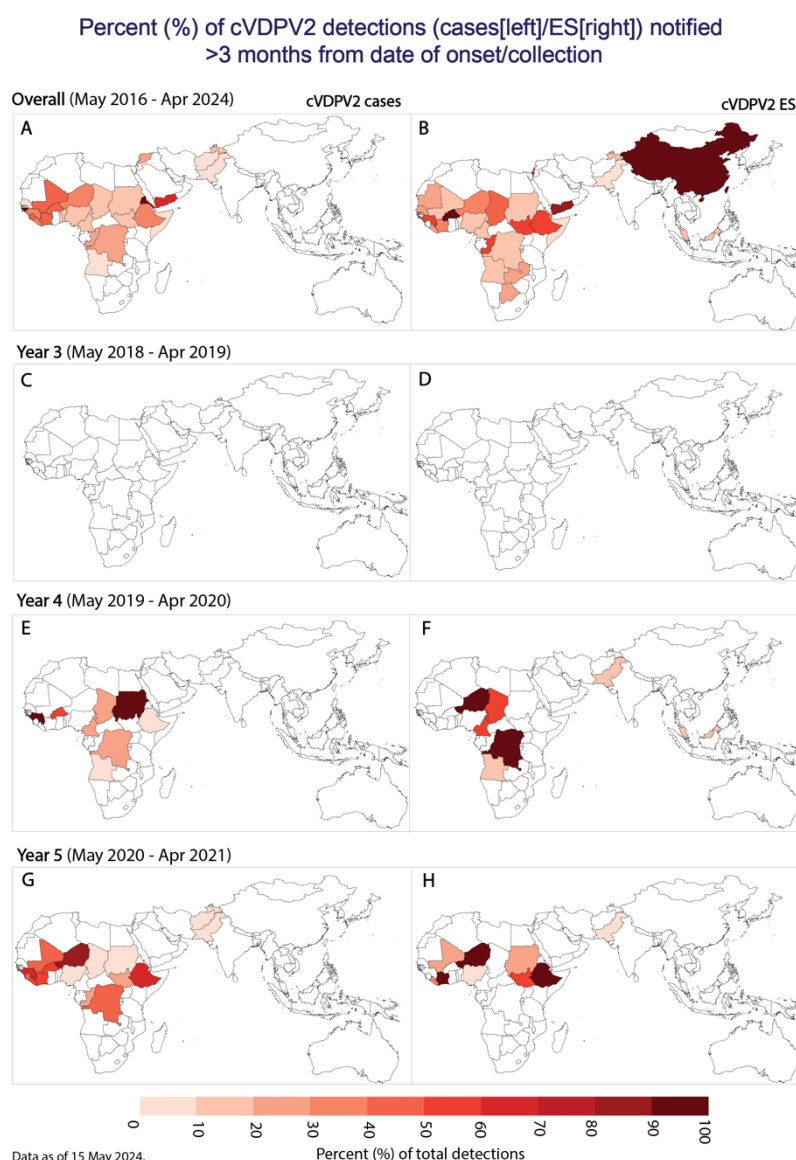 Percent (%) of cVDPV2 detections (cases[left]/ES[right]) notified
>3 months from date of onset/collection
Overall (May 2016 - Apr 2024)
cVDPV2 cases
cVDPV2 ES
A
B
Year 3 (May 2018 - Apr 2019)
C
D
Year 4 (May 2019 - Apr 2020)
E
F
Year 5 (May 2020 - Apr 2021)
G
H
0 10 20 30 40 50 60 70 80 90 100
Data as of 15 May 2024.
Percent (%) of total detections